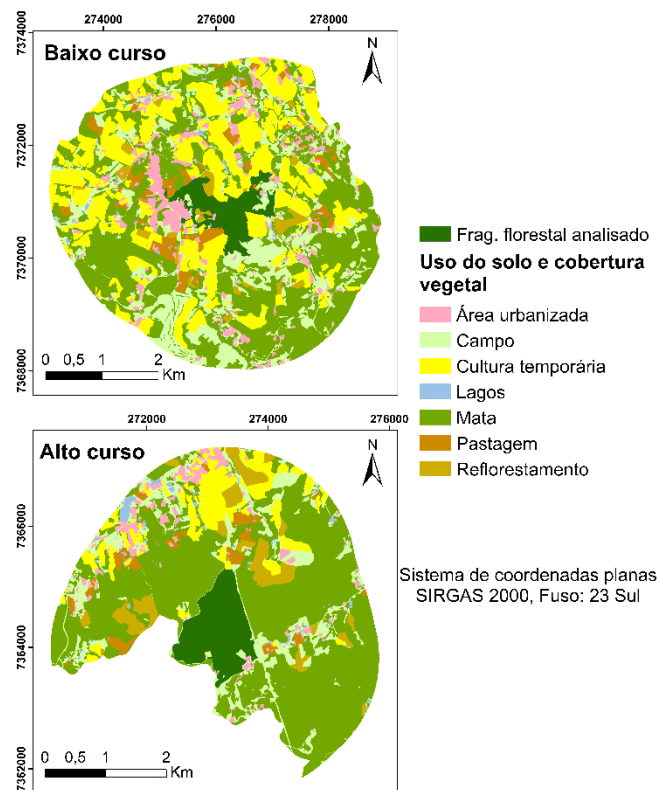 274000 276000 278000
Baixo curso
N
7374000
7372000
7370000
7368000
0 0,5 1 2
Km
272000 274000 276000
Alto curso
N
7366000
7364000
7362000
0 0,5 1 2
Km
Frag. florestal analisado
Uso do solo e cobertura
vegetal
Área urbanizada
Campo
Cultura temporária
Lagos
Mata
Pastagem
Reflorestamento
Sistema de coordenadas planas
SIRGAS 2000, Fuso: 23 Sul